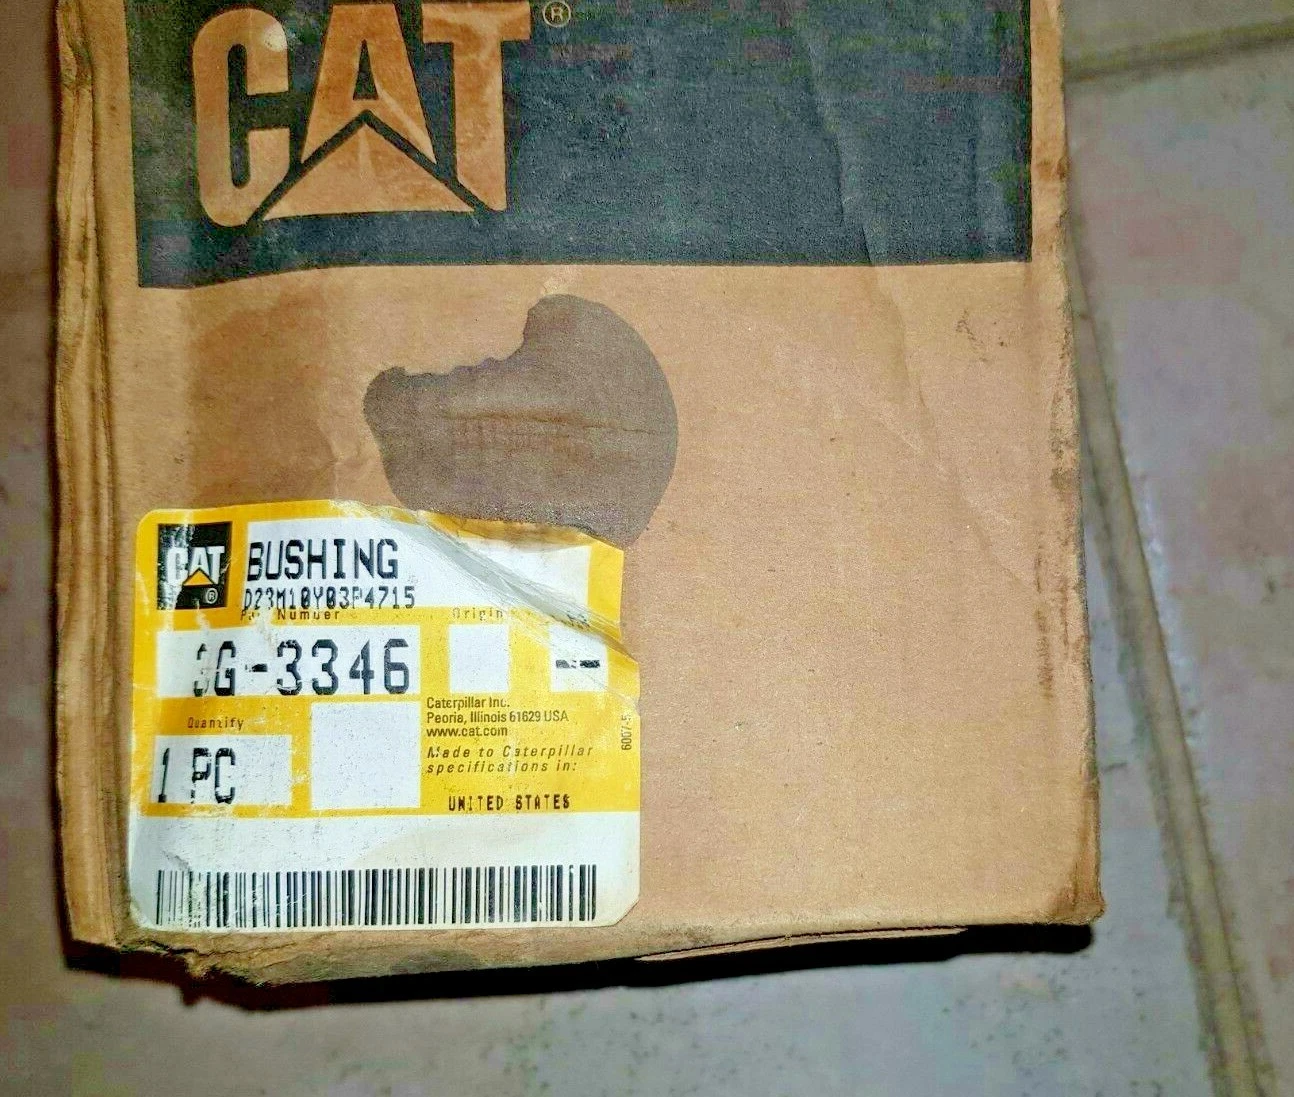 CAT®
CAT®
BUSHING
D23M10Y03P4715
Part Number Origin
3G-3346 --
Quantity
1 PC
Caterpillar Inc.
Peoria, Illinois 61629 USA
www.cat.com
Made to Caterpillar
specifications in:
UNITED STATES